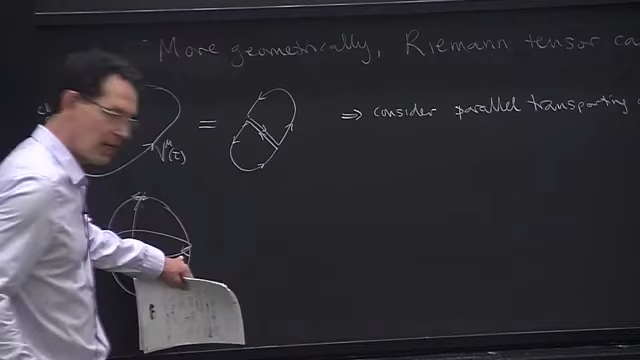 More geometrically, Riemann tensor ca
⇒ consider parallel transporting
=
V^μ(τ)